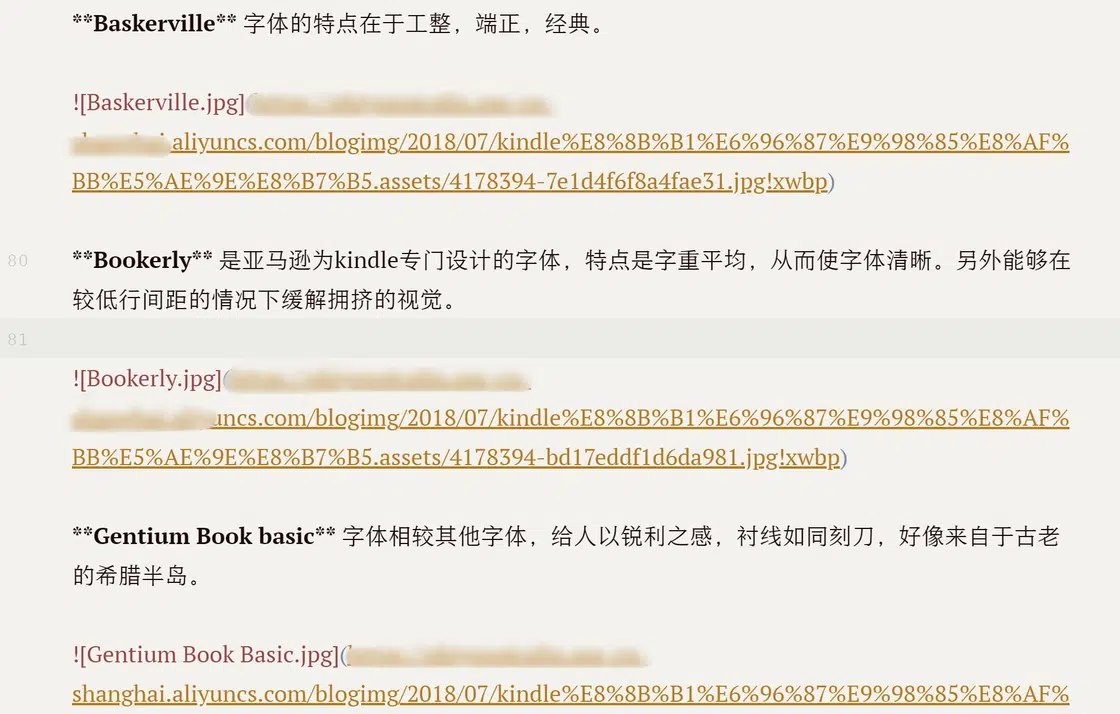 **Baskerville** 字体的特点在于工整，端正，经典。
![Baskerville.jpg](
.aliyuncs.com/blogimg/2018/07/kindle%E8%8B%B1%E6%96%87%E9%98%85%E8%AF%
BB%E5%AE%9E%E8%B7%B5.assets/4178394-7e1d4f6f8a4fae31.jpg!xwbp)
80 **Bookerly** 是亚马逊为kindle专门设计的字体，特点是字重平均，从而使字体清晰。另外能够在
较低行间距的情况下缓解拥挤的视觉。
81
![Bookerly.jpg](
uncs.com/blogimg/2018/07/kindle%E8%8B%B1%E6%96%87%E9%98%85%E8%AF%
BB%E5%AE%9E%E8%B7%B5.assets/4178394-bd17eddf1d6da981.jpg!xwbp)
**Gentium Book basic** 字体相较其他字体，给人以锐利之感，衬线如同刻刀，好像来自于古老
的希腊半岛。
![Gentium Book Basic.jpg](
shanghai.aliyuncs.com/blogimg/2018/07/kindle%E8%8B%B1%E6%96%87%E9%98%85%E8%AF%